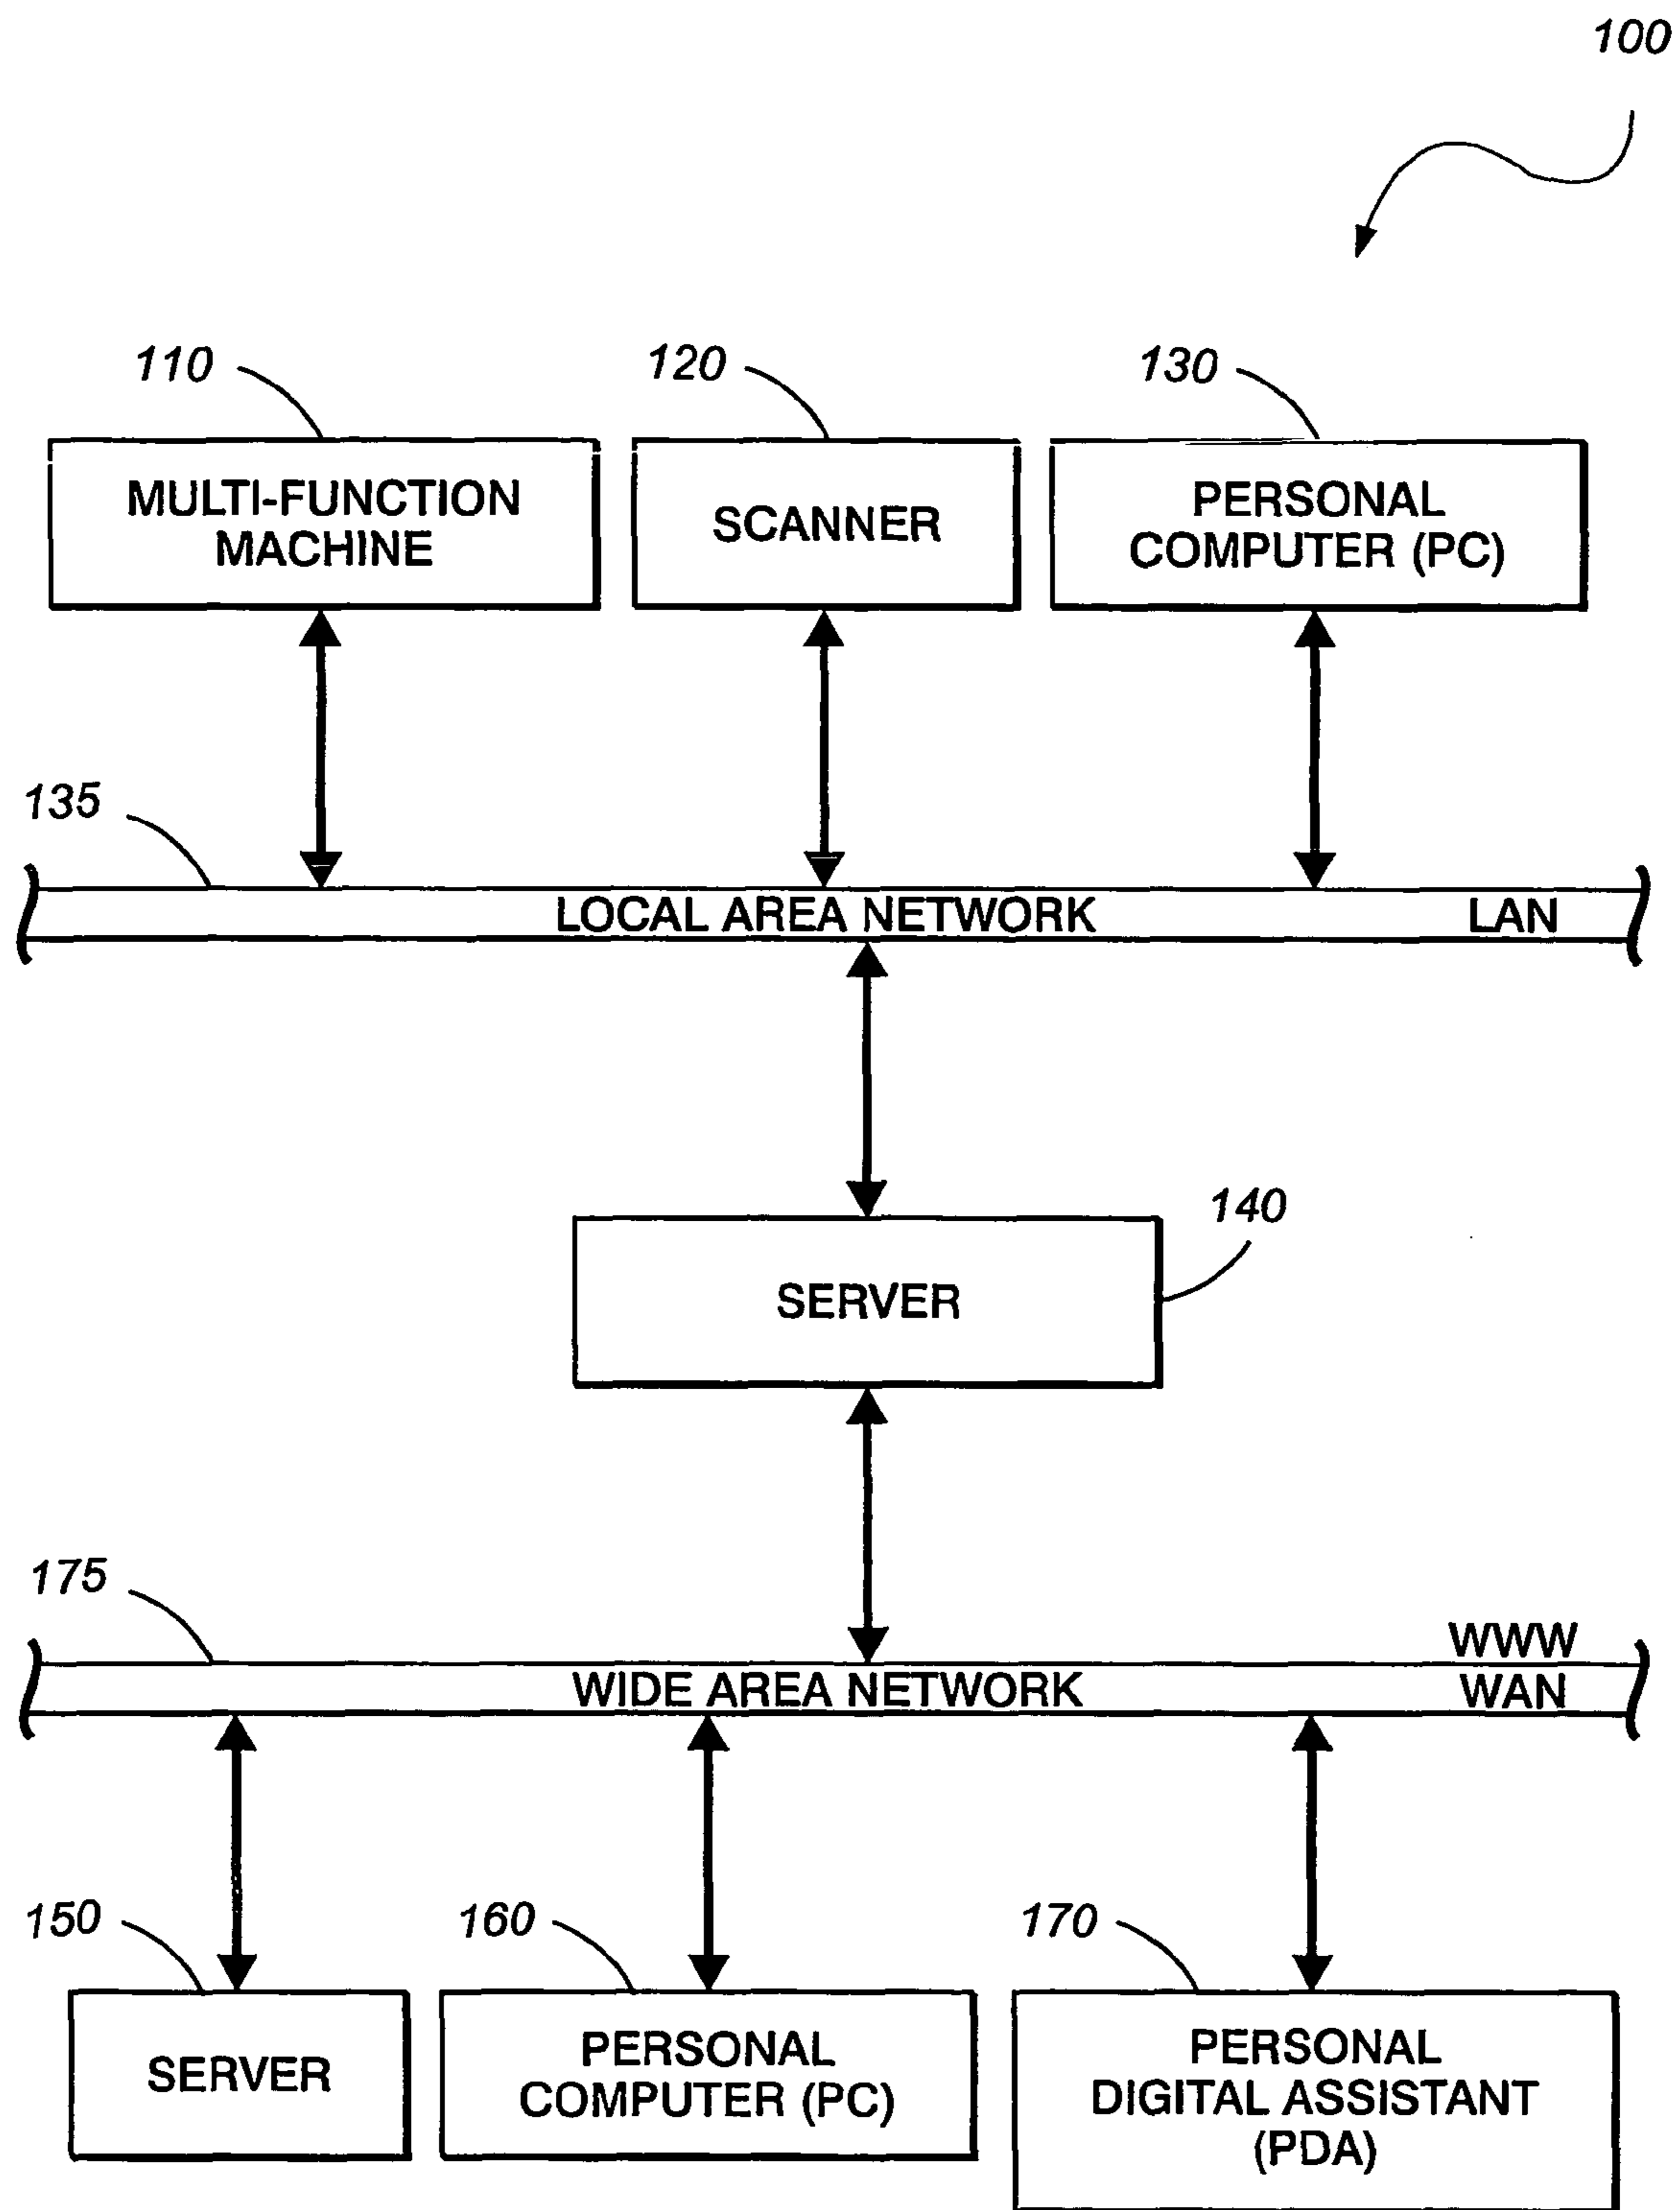 100
110
120
130
MULTI-FUNCTION
MACHINE
SCANNER
PERSONAL
COMPUTER (PC)
135
LOCAL AREA NETWORK
LAN
140
SERVER
175
WWW
WIDE AREA NETWORK
WAN
150
160
170
SERVER
PERSONAL
COMPUTER (PC)
PERSONAL
DIGITAL ASSISTANT
(PDA)